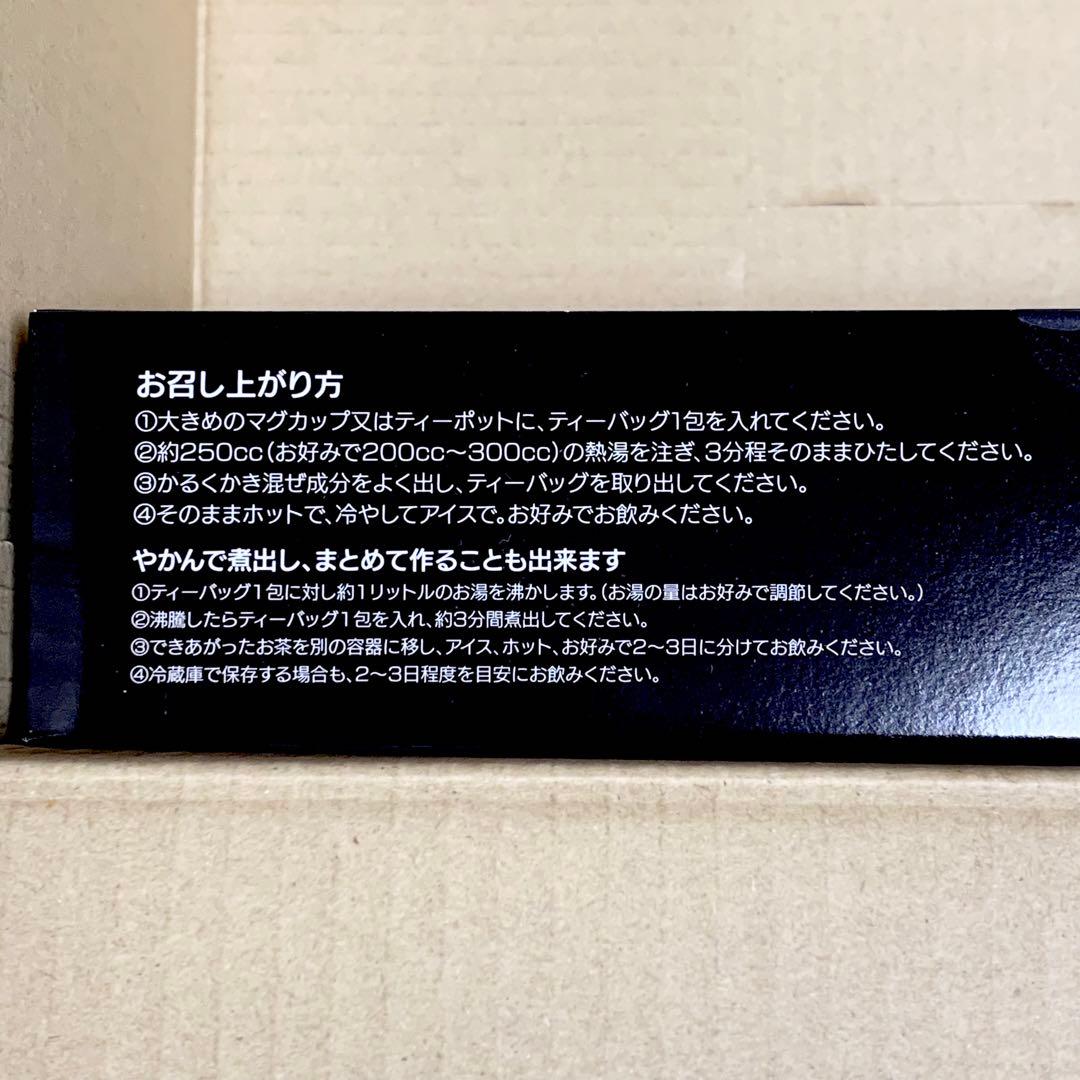 お召し上がり方
①大きめのマグカップ又はティーポットに、ティーバッグ1包を入れてください。
②約250cc(お好みで200cc～300cc)の熱湯を注ぎ、3分程そのままひたしてください。
③かるくかき混ぜ成分をよく出し、ティーバッグを取り出してください。
④そのままホットで、冷やしてアイスで。お好みでお飲みください。
やかんで煮出し、まとめて作ることも出来ます
①ティーバッグ1包に対し約1リットルのお湯を沸かします。(お湯の量はお好みで調節してください。)
②沸騰したらティーバッグ1包を入れ、約3分間煮出してください。
③できあがったお茶を別の容器に移し、アイス、ホット、お好みで2～3日に分けてお飲みください。
④冷蔵庫で保存する場合も、2～3日程度を目安にお飲みください。